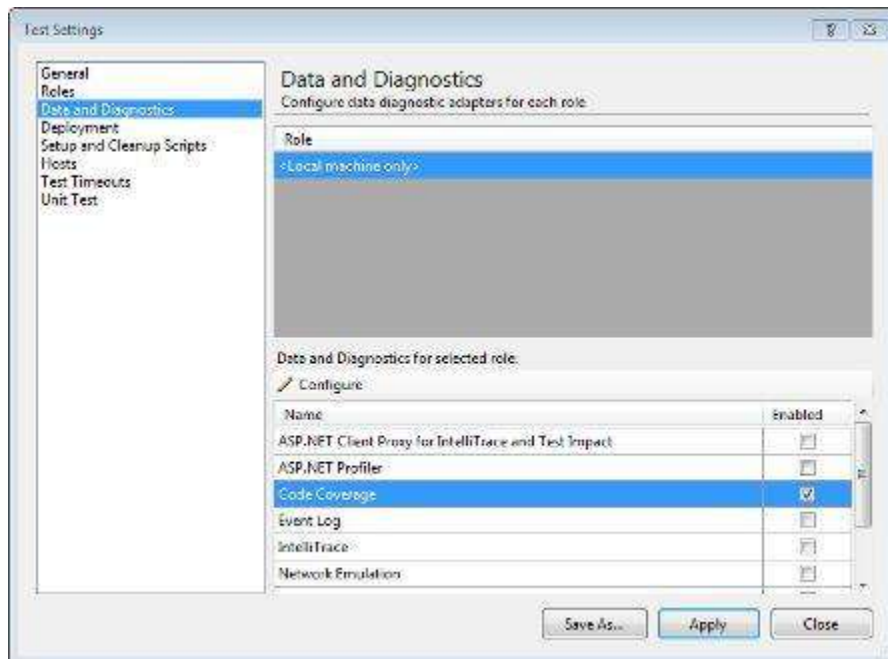 Test Settings
General
Roles
Data and Diagnostics
Deployment
Setup and Cleanup Scripts
Hosts
Test Timeouts
Unit Test
Data and Diagnostics
Configure data diagnostic adapters for each role
Role
<Local machine only>
Data and Diagnostics for selected role:
Configure
Name Enabled
ASP.NET Client Proxy for IntelliTrace and Test Impact
ASP.NET Profiler
Code Coverage
Event Log
IntelliTrace
Network Emulation
Save As... Apply Close